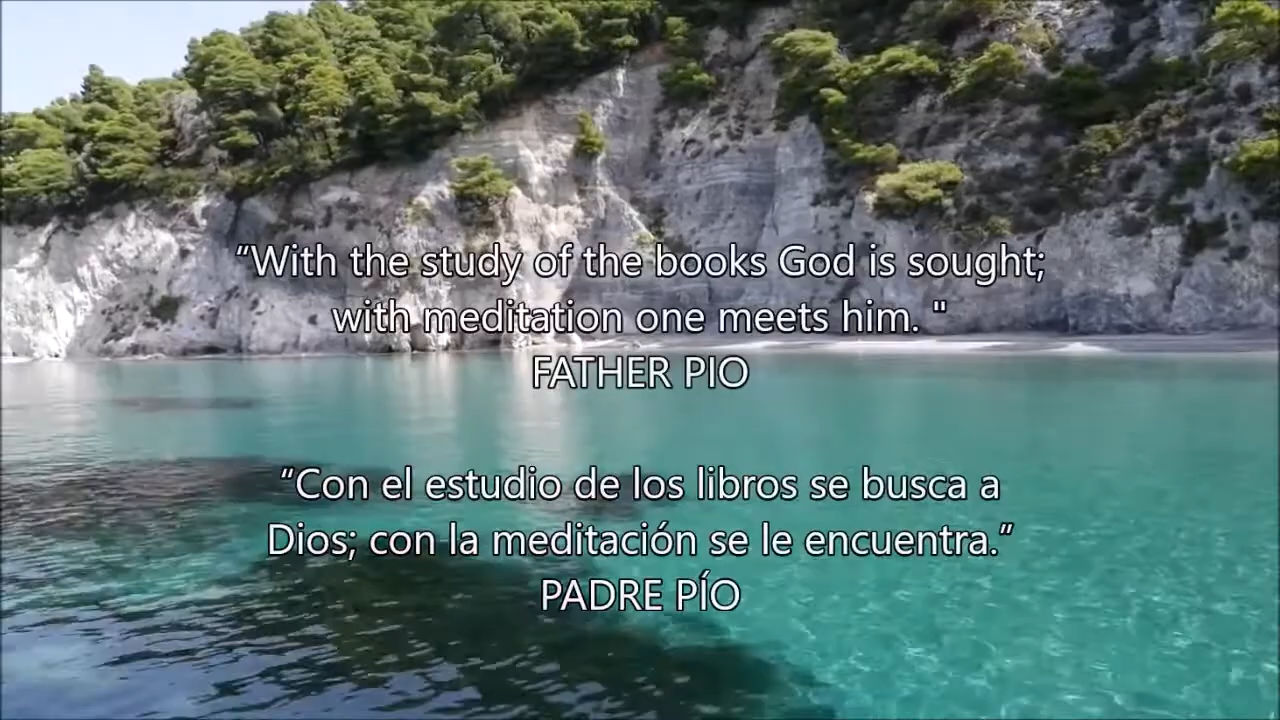 “With the study of the books God is sought;
with meditation one meets him. "
FATHER PIO
“Con el estudio de los libros se busca a
Dios; con la meditación se le encuentra.”
PADRE PÍO